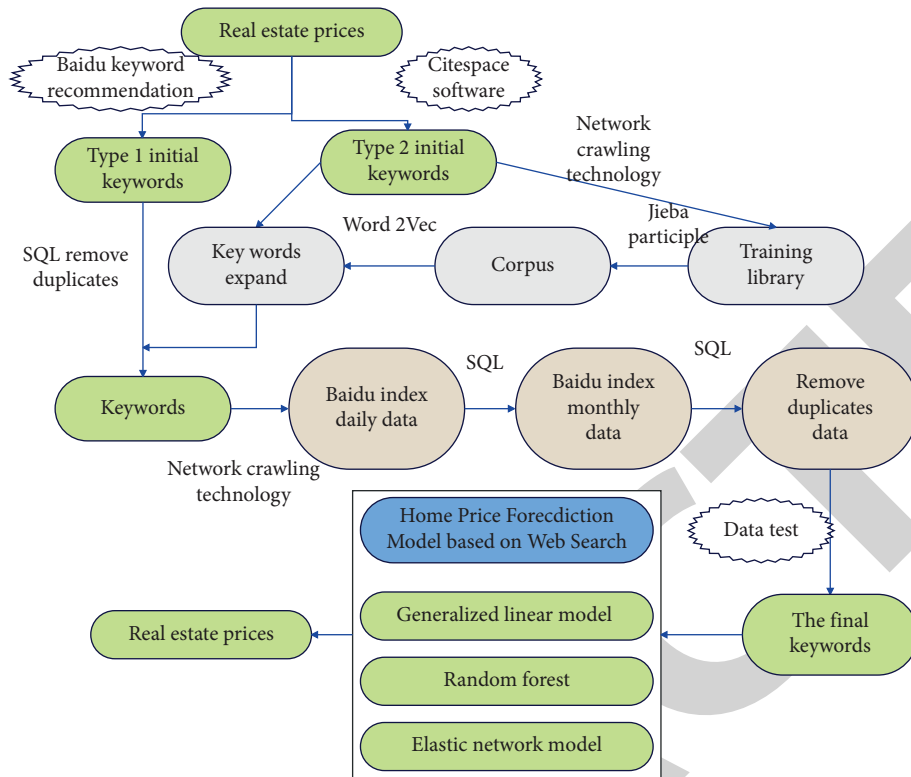 Real estate prices
Baidu keyword
recommendation
Citespace
software
Network
crawling
technology
Type 1 initial
keywords
Type 2 initial
keywords
Jieba
participle
Word 2Vec
SQL remove
duplicates
Key words
expand
Corpus
Training
library
SQL
SQL
Keywords
Baidu index
daily data
Baidu index
monthly
data
Remove
duplicates
data
Network crawling
technology
Home Price Forecdiction
Model based on Web Search
Data test
Generalized linear model
Real estate prices
The final
keywords
Random forest
Elastic network model